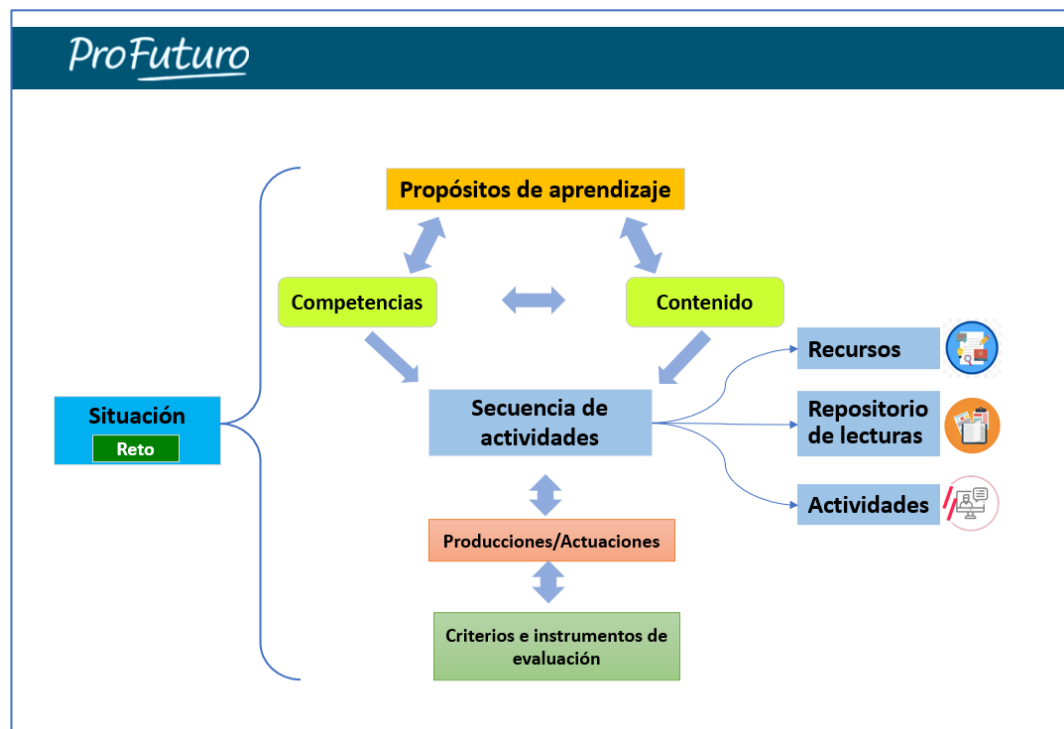 ProFuturo
Propósitos de aprendizaje
Competencias
Contenido
Situación
Reto
Secuencia de
actividades
Recursos
Repositorio
de lecturas
Actividades
Producciones/Actuaciones
Criterios e instrumentos de
evaluación